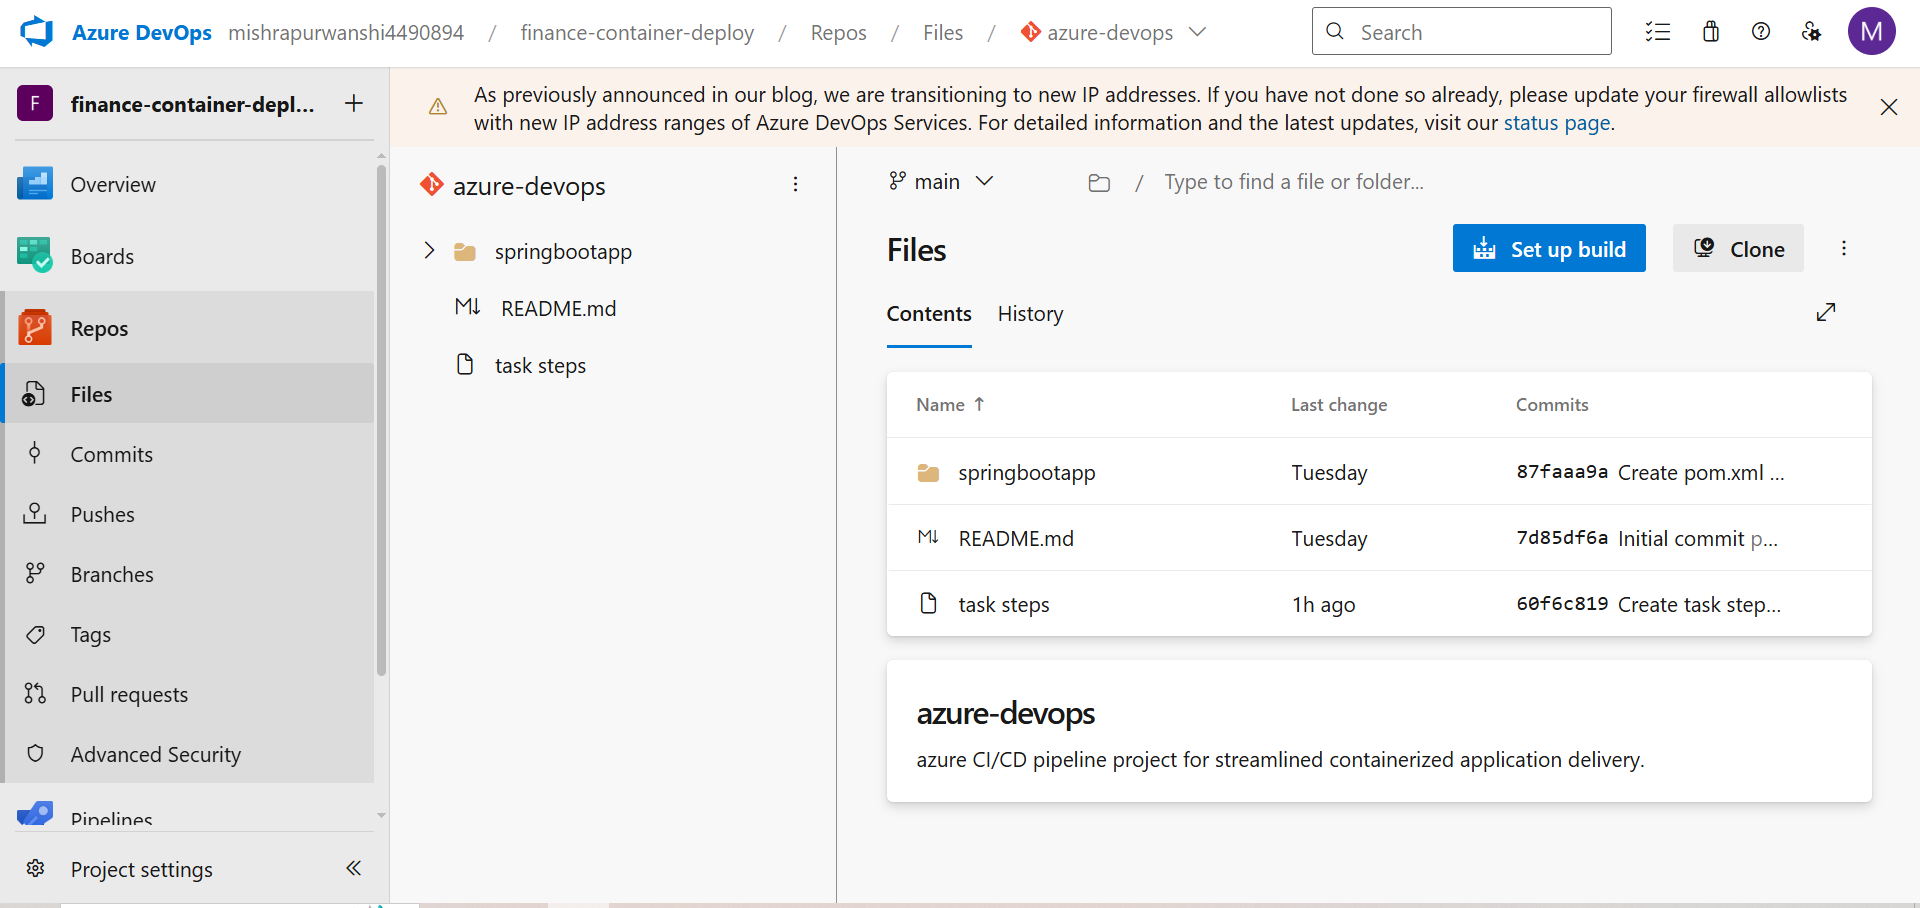 Azure DevOps mishrapurwanshi4490894 / finance-container-deploy / Repos / Files / azure-devops
Search
M
F finance-container-depl... +
As previously announced in our blog, we are transitioning to new IP addresses. If you have not done so already, please update your firewall allowlists
with new IP address ranges of Azure DevOps Services. For detailed information and the latest updates, visit our status page.
Overview
Boards
Repos
Files
Commits
Pushes
Branches
Tags
Pull requests
Advanced Security
Pipelines
Project settings
azure-devops
springbootapp
M↓ README.md
task steps
main
/ Type to find a file or folder...
Files
Set up build
Clone
Contents History
Name ↑ Last change Commits
springbootapp Tuesday 87faaa9a Create pom.xml ...
M↓ README.md Tuesday 7d85df6a Initial commit p...
task steps 1h ago 60f6c819 Create task step...
azure-devops
azure CI/CD pipeline project for streamlined containerized application delivery.